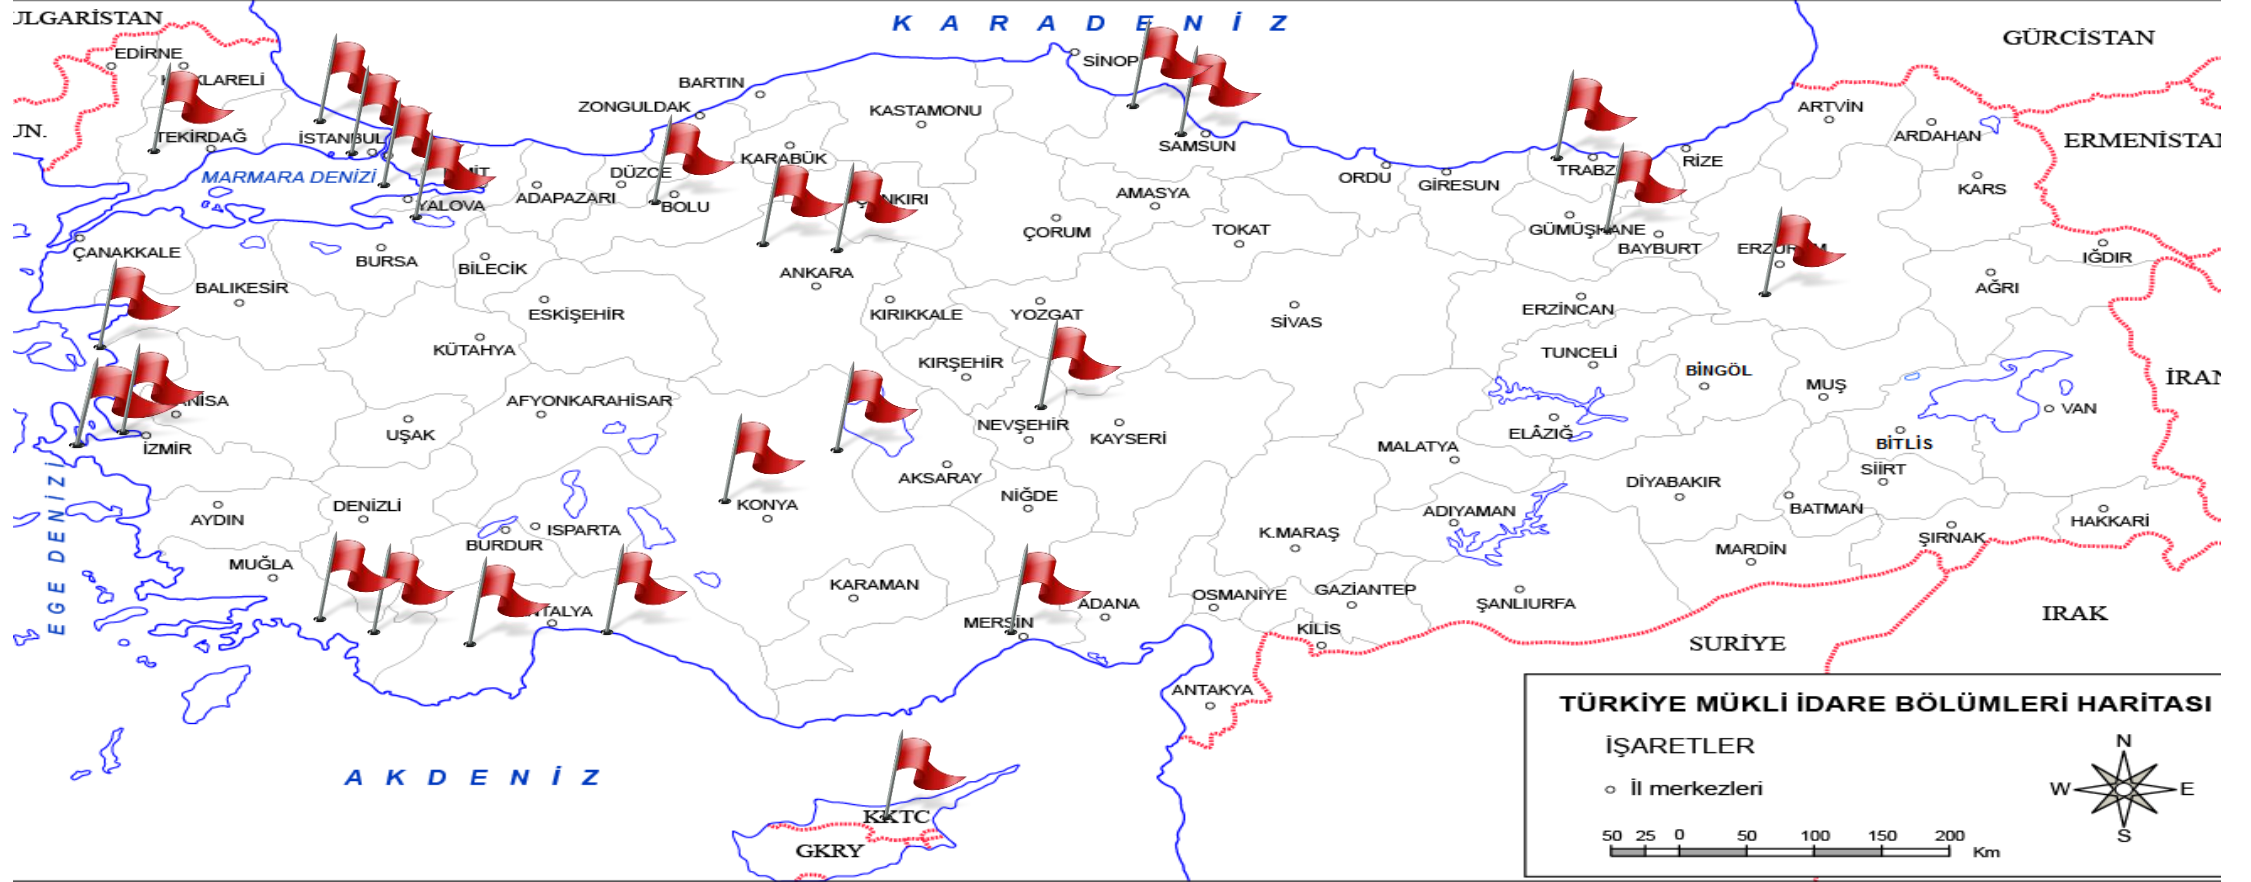 ULGARİSTAN
K A R A D E N İ Z
GÜRCİSTAN
EDİRNE
SİNOP
BARTIN
ZONGULDAK
KASTAMONU
ARTVİN
ARDAHAN
ERMENİSTAN
UN.
TEKİRDAĞ
İSTANBUL
SAMSUN
KARABÜK
RİZE
MARMARA DENİZİ
DÜZCE
ORDU
GİRESUN
KARS
YALOVA
ADAPAZARI
BOLU
AMASYA
ÇORUM
TOKAT
GÜMÜŞHANE
BAYBURT
ÇANAKKALE
BURSA
BİLECİK
ANKARA
IĞDIR
BALIKESİR
ESKİŞEHİR
KIRIKKALE
YOZGAT
SİVAS
ERZİNCAN
AĞRI
KÜTAHYA
KIRŞEHİR
TUNCELİ
BİNGÖL
MUŞ
İRAN
AFYONKARAHİSAR
VAN
UŞAK
İZMİR
NEVŞEHİR
KAYSERİ
MALATYA
ELÂZIĞ
BİTLİS
SİİRT
AKSARAY
NİĞDE
DİYABAKIR
BATMAN
EGE DENİZİ
AYDIN
DENİZLİ
KONYA
ADIYAMAN
HAKKARİ
ISPARTA
BURDUR
K.MARAŞ
MARDİN
ŞIRNAK
MUĞLA
KARAMAN
MERSİN
ADANA
OSMANİYE
GAZİANTEP
ŞANLIURFA
KİLİS
IRAK
SURİYE
ANTAKYA
A K D E N İ Z
KKTC
GKRY
TÜRKİYE MÜKLİ İDARE BÖLÜMLERİ HARİTASI
İŞARETLER
İl merkezleri
N
W E
S
50 25 0 50 100 150 200
Km